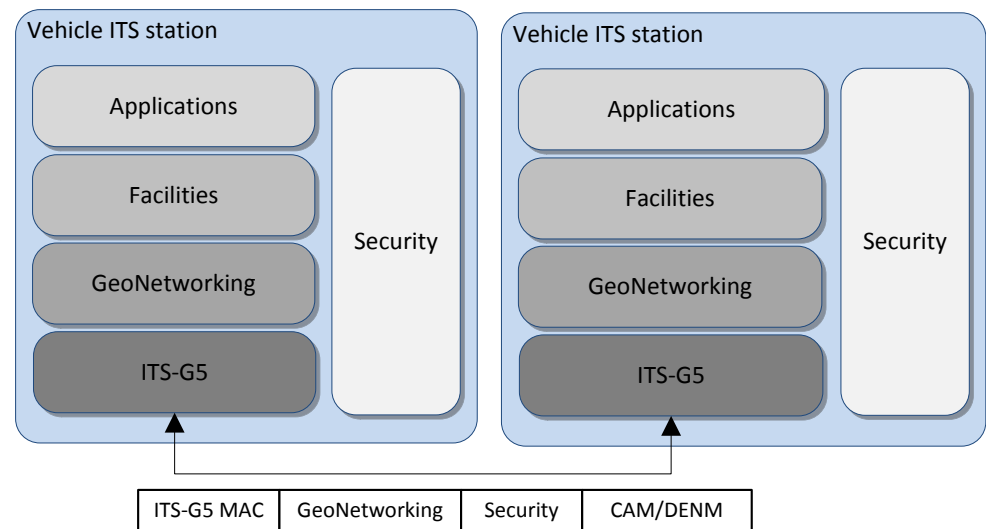 Vehicle ITS station
Applications
Facilities
GeoNetworking
ITS-G5
Security
Vehicle ITS station
Applications
Facilities
GeoNetworking
ITS-G5
Security
ITS-G5 MAC GeoNetworking Security CAM/DENM